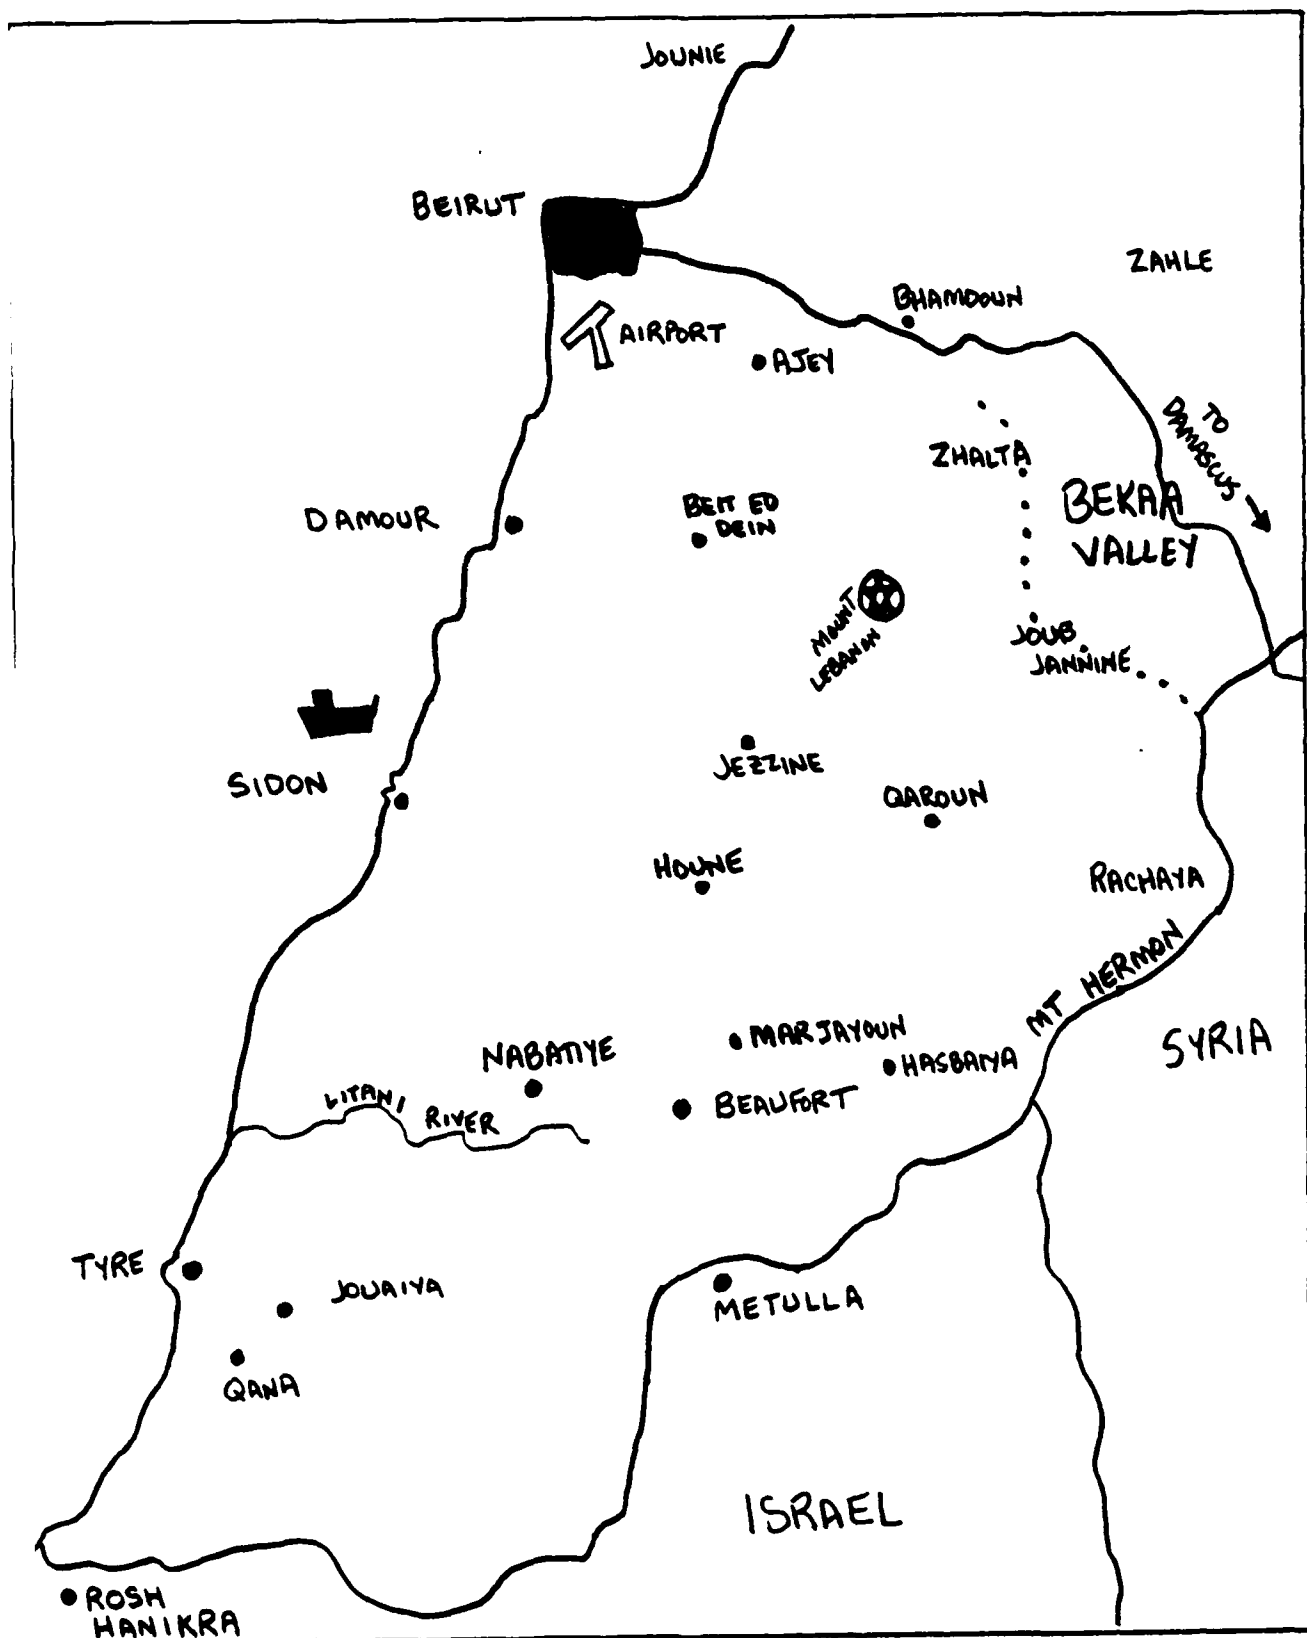 JOUNIE
BEIRUT
ZAHLE
BHAMDOUN
AIRPORT
AJEY
TO
DAMASCUS
ZHALTA
BEKAA
VALLEY
BEIT ED
DEIN
DAMOUR
MOUNT
LEBANON
JOUB
JANNINE
JEZZINE
SIDON
QAROUN
HOUNE
RACHAYA
MT HERMON
MARJAYOUN
SYRIA
NABATIYE
HASBAIYA
LITANI
RIVER
BEAUFORT
TYRE
JOUAIYA
METULLA
QANA
ISRAEL
ROSH
HANIKRA